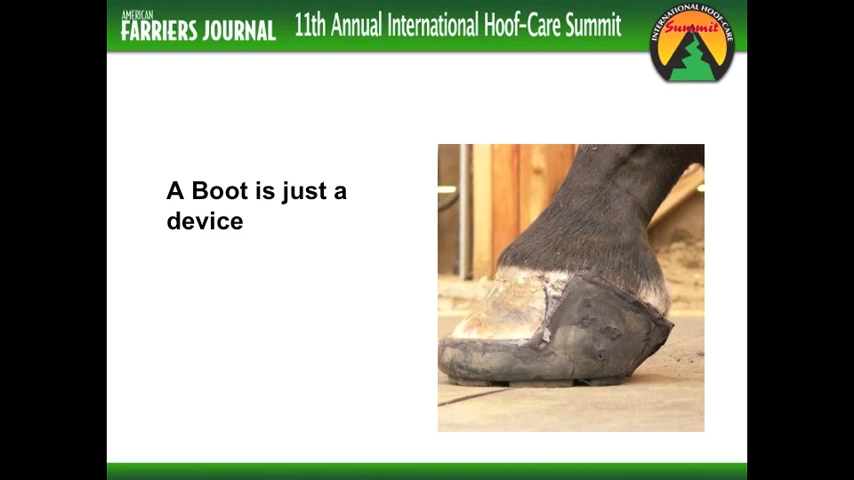 AMERICAN
FARRIERS JOURNAL
11th Annual International Hoof-Care Summit
INTERNATIONAL HOOF-CARE
Summit
A Boot is just a
device